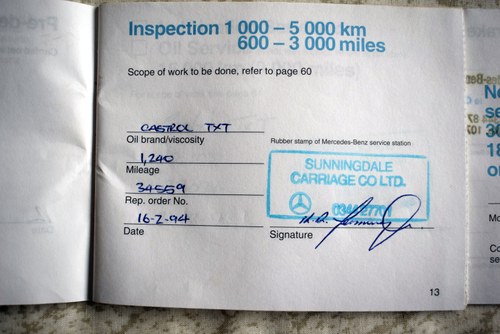 Inspection 1 000 – 5 000 km
600 – 3 000 miles
Scope of work to be done, refer to page 60
CASTROL TXT
Oil brand/viscosity
1,240
Mileage
34559
Rep. order No.
16-2-94
Date
Rubber stamp of Mercedes-Benz service station
SUNNINGDALE
CARRIAGE CO LTD.
Signature
13